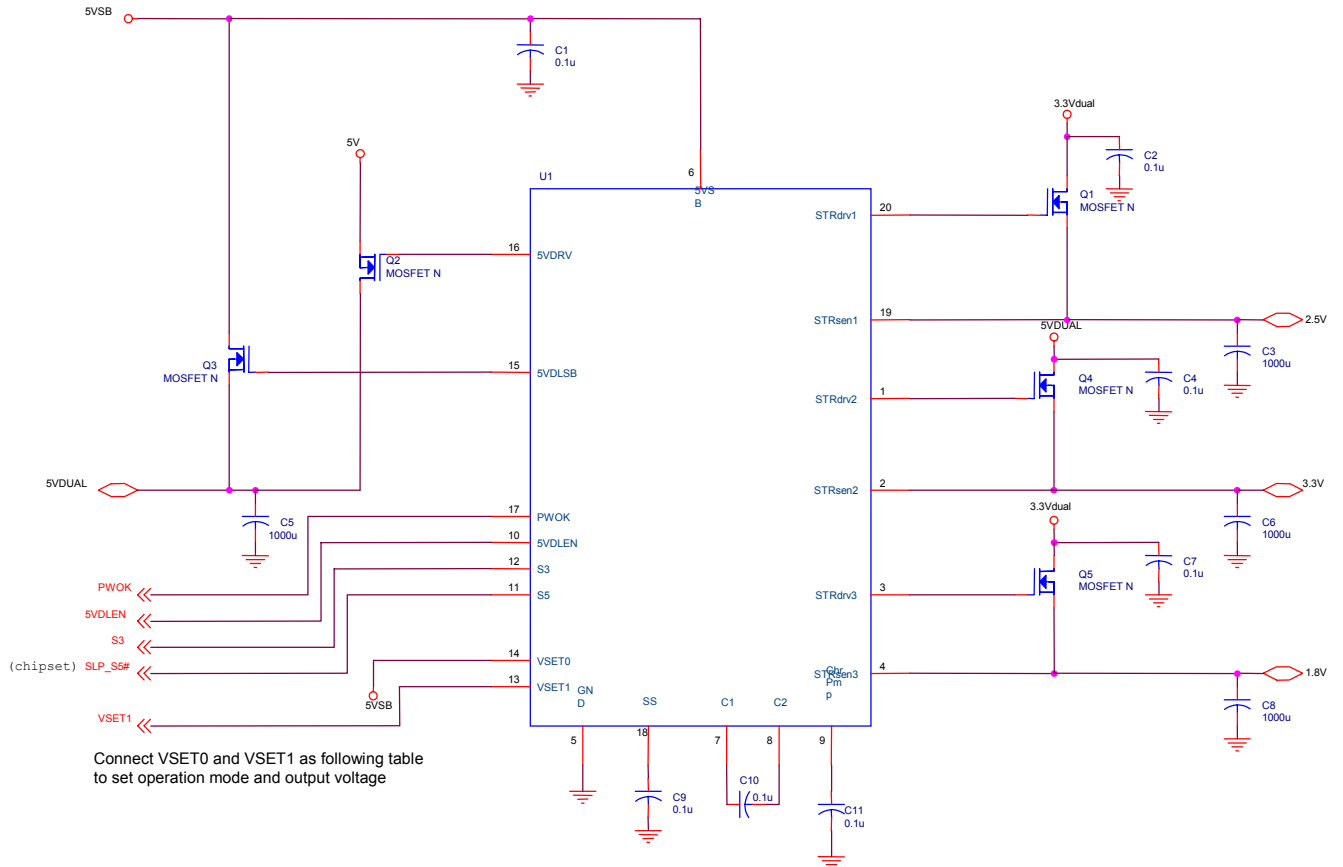 5VSB
C1
0.1u
3.3Vdual
C2
0.1u
5V
U1
6
5VS
B
Q1
MOSFET N
20
STRdrv1
16
5VDRV
Q2
MOSFET N
19
STRsen1
2.5V
5VDUAL
C3
1000u
Q3
MOSFET N
15
5VDLSB
Q4
MOSFET N
C4
0.1u
1
STRdrv2
5VDUAL
2
STRsen2
3.3V
C5
1000u
17
PWOK
3.3Vdual
C6
1000u
10
5VDLEN
12
S3
C7
0.1u
11
S5
Q5
MOSFET N
3
STRdrv3
PWOK
5VDLEN
S3
(chipset) SLP_S5#
14
VSET0
4
STRsen3
1.8V
13
VSET1
5VSB
GN
D
SS
C1
C2
Chr
Pm
p
C8
1000u
VSET1
5
18
7
8
9
Connect VSET0 and VSET1 as following table
to set operation mode and output voltage
C9
0.1u
C10
0.1u
C11
0.1u